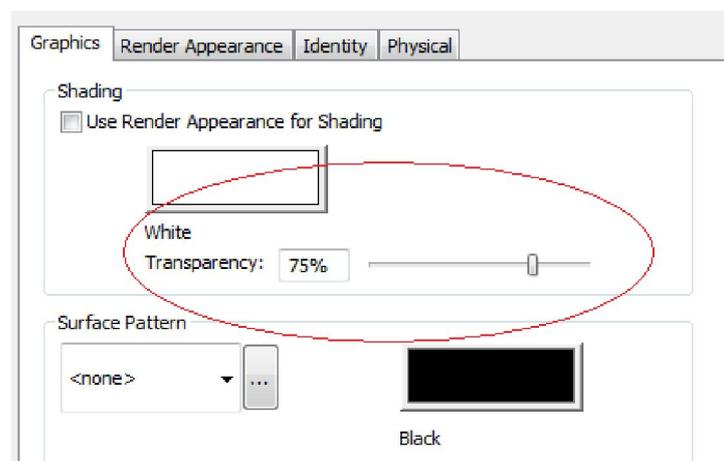 Graphics Render Appearance Identity Physical
Shading
Use Render Appearance for Shading
White
Transparency: 75%
Surface Pattern
<none> ...
Black